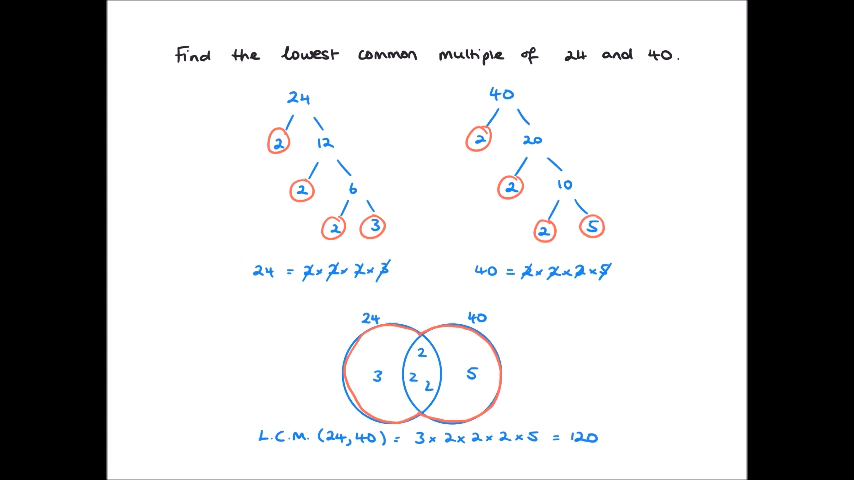 Find the lowest common multiple of 24 and 40.
24 40
2 12 2 20
2 6 2 10
2 3 2 5
24 = 2 × 2 × 2 × 3 40 = 2 × 2 × 2 × 5
24 40
2
3 2 2 5
L.C.M. (24,40) = 3 × 2 × 2 × 2 × 5 = 120